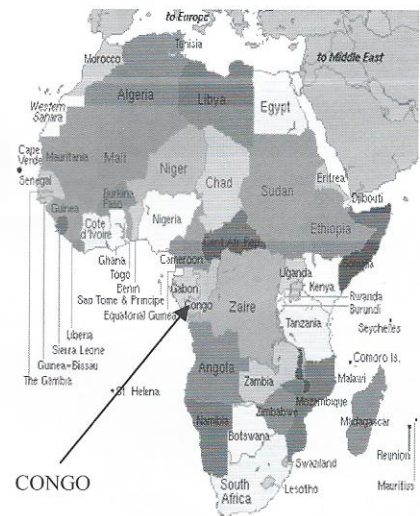 to Europe
Tunisia
to Middle East
Morocco
Algeria
Libya
Egypt
Western
Sahara
Cape
Verde
Mauritania
Mali
Niger
Chad
Sudan
Eritrea
Senegal
Djibouti
Burkina
Faso
Guinea
Nigeria
Ethiopia
Cote
d'Ivoire
Cent Afr Rep
Ghana
Cameroon
Togo
Benin
Sao Tome & Principe
Equatorial Guinea
Gabon
Congo
Uganda
Kenya
Rwanda
Burundi
Zaire
Tanzania
Seychelles
Liberia
Sierra Leone
Guinea-Bissau
The Gambia
St Helena
Comoro Is.
Angola
Malawi
Zambia
Mozambique
Zimbabwe
Madagascar
Namibia
Botswana
Reunion
Mauritius
Swaziland
South
Africa
Lesotho
CONGO